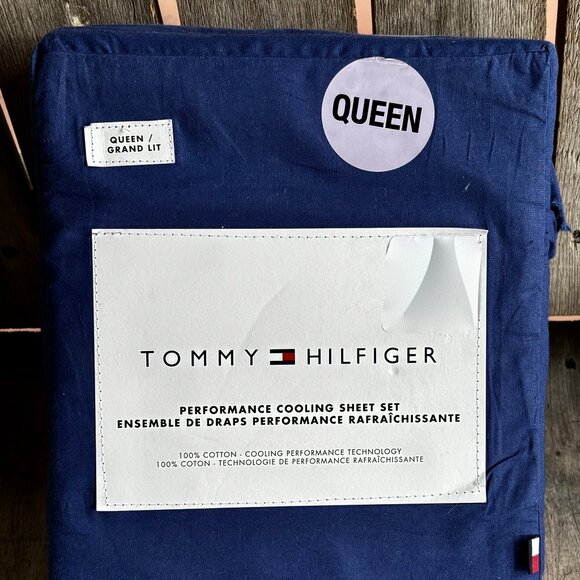 QUEEN
QUEEN /
GRAND LIT
TOMMY HILFIGER
PERFORMANCE COOLING SHEET SET
ENSEMBLE DE DRAPS PERFORMANCE RAFRAÎCHISSANTE
100% COTTON - COOLING PERFORMANCE TECHNOLOGY
100% COTON - TECHNOLOGIE DE PERFORMANCE RAFRAÎCHISSANTE